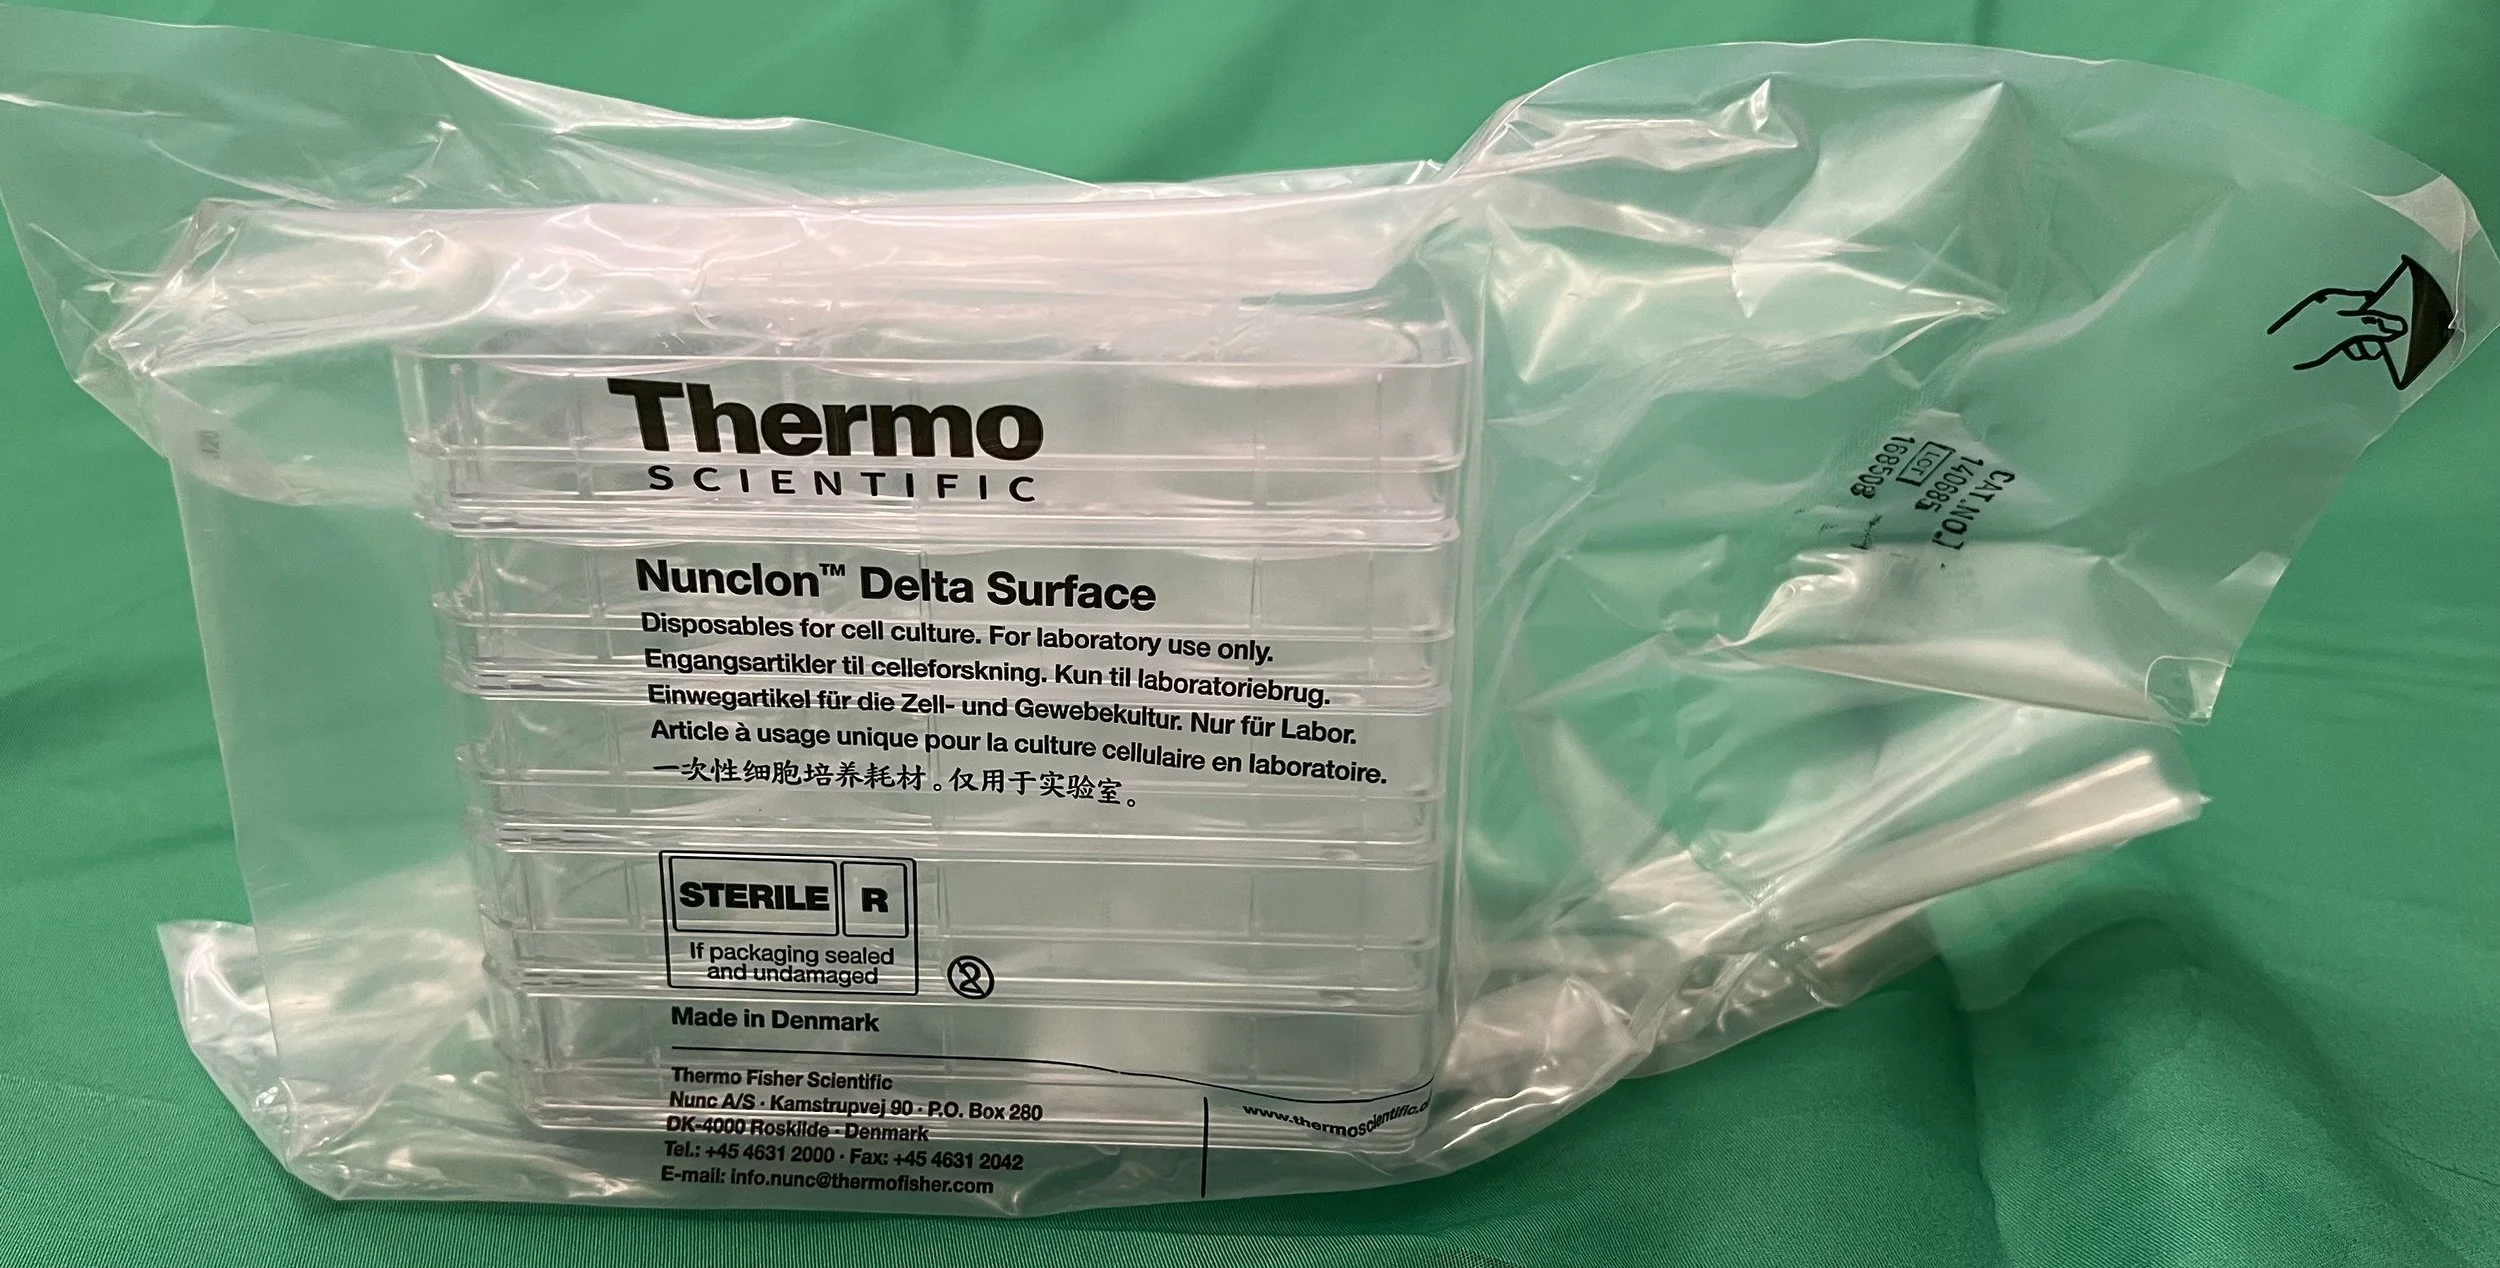 Thermo
SCIENTIFIC
Nunclon™ Delta Surface
Disposables for cell culture. For laboratory use only.
Engangsartikler til celleforskning. Kun til laboratoriebrug.
Einwegartikel für die Zell- und Gewebekultur. Nur für Labor.
Article à usage unique pour la culture cellulaire en laboratoire.
一次性细胞培养耗材。仅用于实验室。
STERILE R
If packaging sealed
and undamaged
2
Made in Denmark
Thermo Fisher Scientific
Nunc A/S · Kamstrupvej 90 · P.O. Box 280
DK-4000 Roskilde · Denmark
Tel.: +45 4631 2000 · Fax: +45 4631 2042
E-mail: info.nunc@thermofisher.com
www.thermoscientific.c
CAT.NO.
140685
LOT
168508